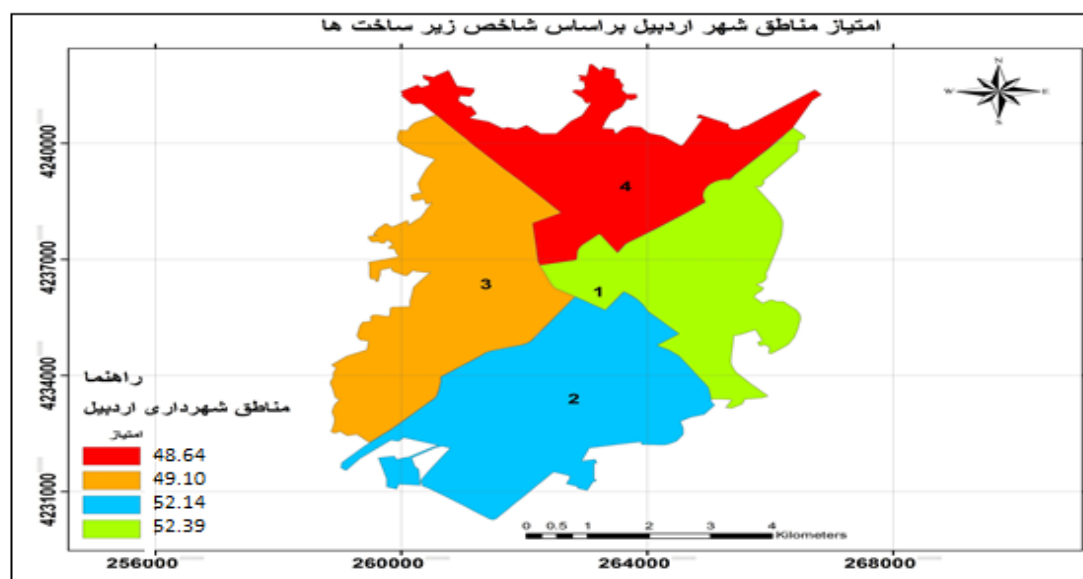 امتیاز مناطق شهر اردبیل براساس شاخص زیر ساخت ها
N
W E
S
4240000
4237000
4234000
4231000
4
3
1
2
راهنما
مناطق شهرداری اردبیل
امتیاز
48.64
49.10
52.14
52.39
0 0.5 1 2 3 4
Kilometers
256000 260000 264000 268000